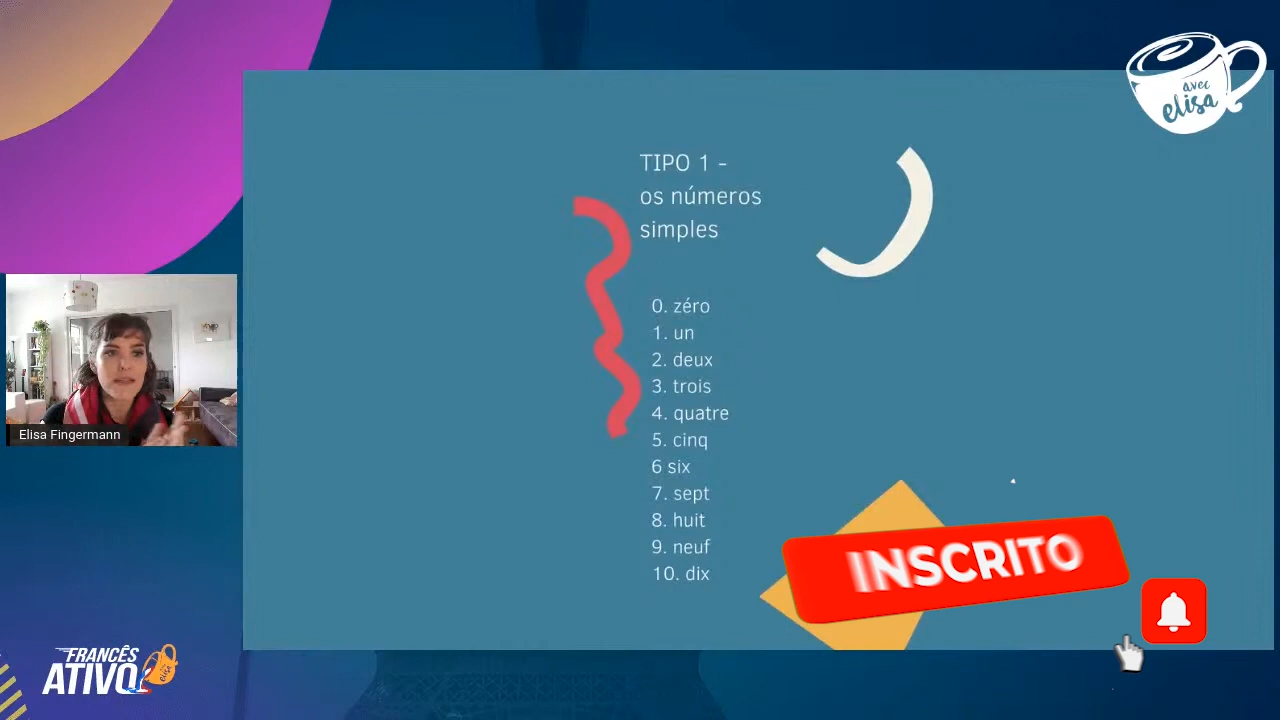 avec
elisa
TIPO 1 -
os números
simples
0. zéro
1. un
2. deux
3. trois
4. quatre
5. cinq
6 six
7. sept
8. huit
9. neuf
10. dix
Elisa Fingermann
INSCRITO
FRANCÊS
ATIVO
elisa